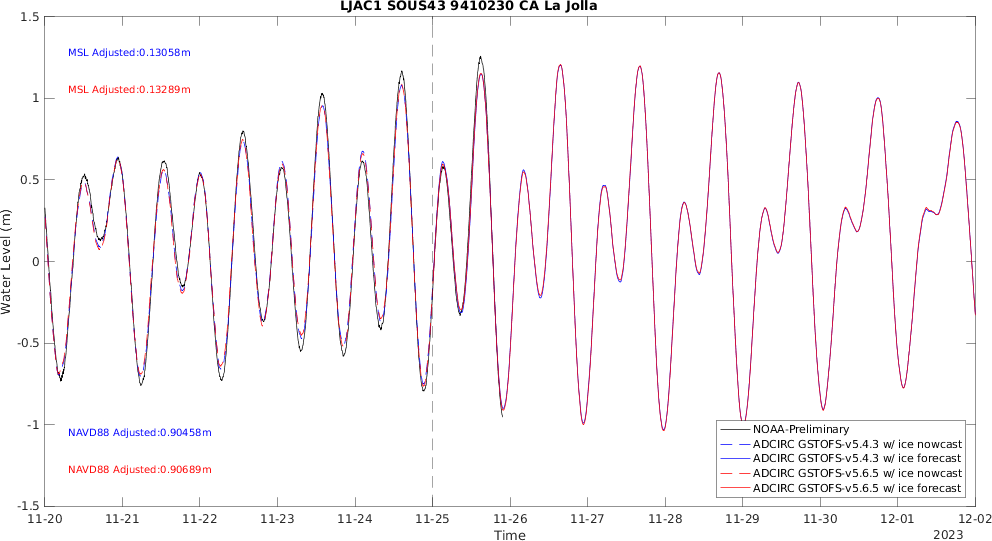 LJAC1 SOUS43 9410230 CA La Jolla
1.5
1
0.5
0
-0.5
-1
-1.5
Water Level (m)
MSL Adjusted:0.13058m
MSL Adjusted:0.13289m
NAVD88 Adjusted:0.90458m
NAVD88 Adjusted:0.90689m
NOAA-Preliminary
ADCIRC GSTOFS-v5.4.3 w/ ice nowcast
ADCIRC GSTOFS-v5.4.3 w/ ice forecast
ADCIRC GSTOFS-v5.6.5 w/ ice nowcast
ADCIRC GSTOFS-v5.6.5 w/ ice forecast
11-20 11-21 11-22 11-23 11-24 11-25 11-26 11-27 11-28 11-29 11-30 12-01 12-02
Time
2023